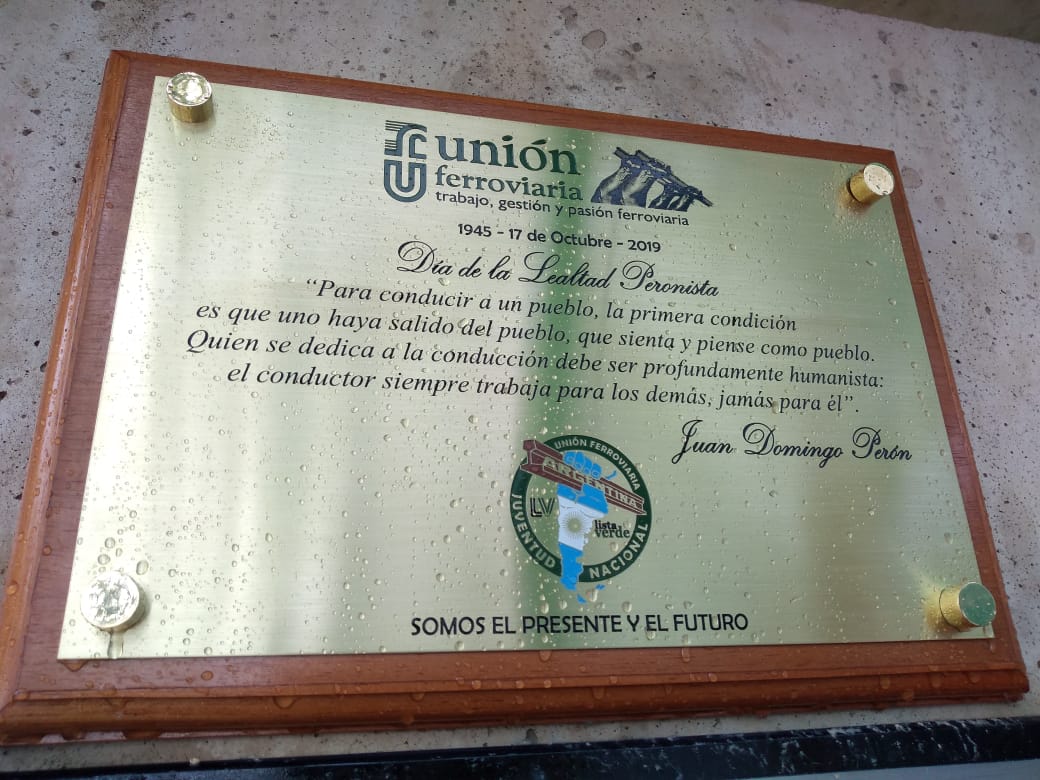 unión
ferroviaria
trabajo, gestión y pasión ferroviaria
1945 - 17 de Octubre - 2019
Día de la Lealtad Peronista
“Para conducir a un pueblo, la primera condición
es que uno haya salido del pueblo, que sienta y piense como pueblo.
Quien se dedica a la conducción debe ser profundamente humanista:
el conductor siempre trabaja para los demás, jamás para él”.
Juan Domingo Perón
UNIÓN FERROVIARIA
ARGENTINA
LV
lista
verde
JUVENTUD NACIONAL
SOMOS EL PRESENTE Y EL FUTURO